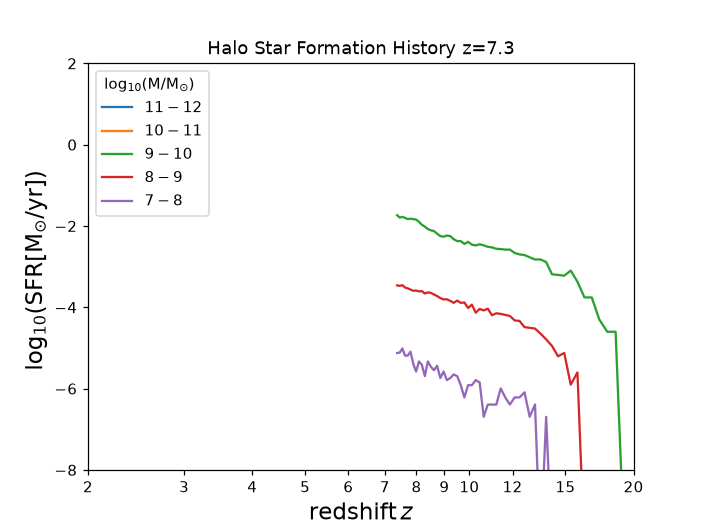 Halo Star Formation History z=7.3
log₁₀(SFR[M⊙/yr])
2
0
−2
−4
−6
−8
log₁₀(M/M⊙)
11 − 12
10 − 11
9 − 10
8 − 9
7 − 8
2 3 4 5 6 7 8 9 10 12 15 20
redshift z